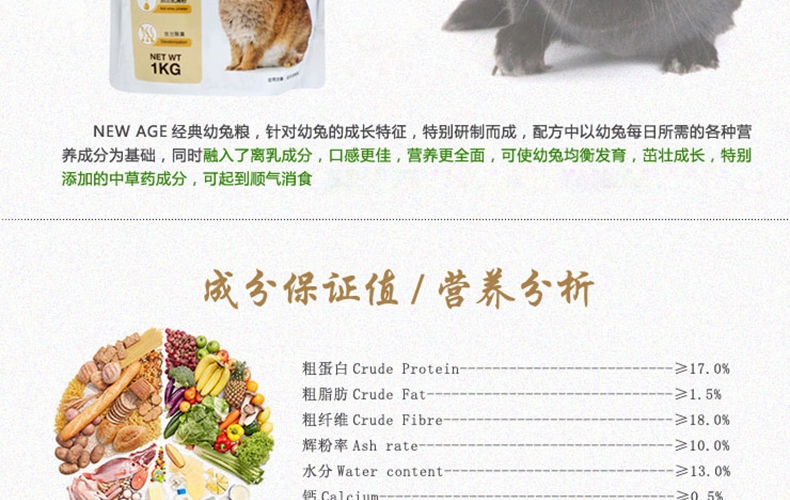 NET WT
1KG
NEW AGE 经典幼兔粮，针对幼兔的成长特征，特别研制而成，配方中以幼兔每日所需的各种营
养成分为基础，同时融入了离乳成分，口感更佳，营养更全面，可使幼兔均衡发育，茁壮成长，特别
添加的中草药成分，可起到顺气消食
成分保证值/营养分析
粗蛋白 Crude Protein--------------------------≥17.0%
粗脂肪 Crude Fat------------------------------≥1.5%
粗纤维 Crude Fibre----------------------------≥18.0%
辉粉率 Ash rate-------------------------------≥10.0%
水分 Water content----------------------------≥13.0%
钙 Calcium------------------------------------≥0.5%